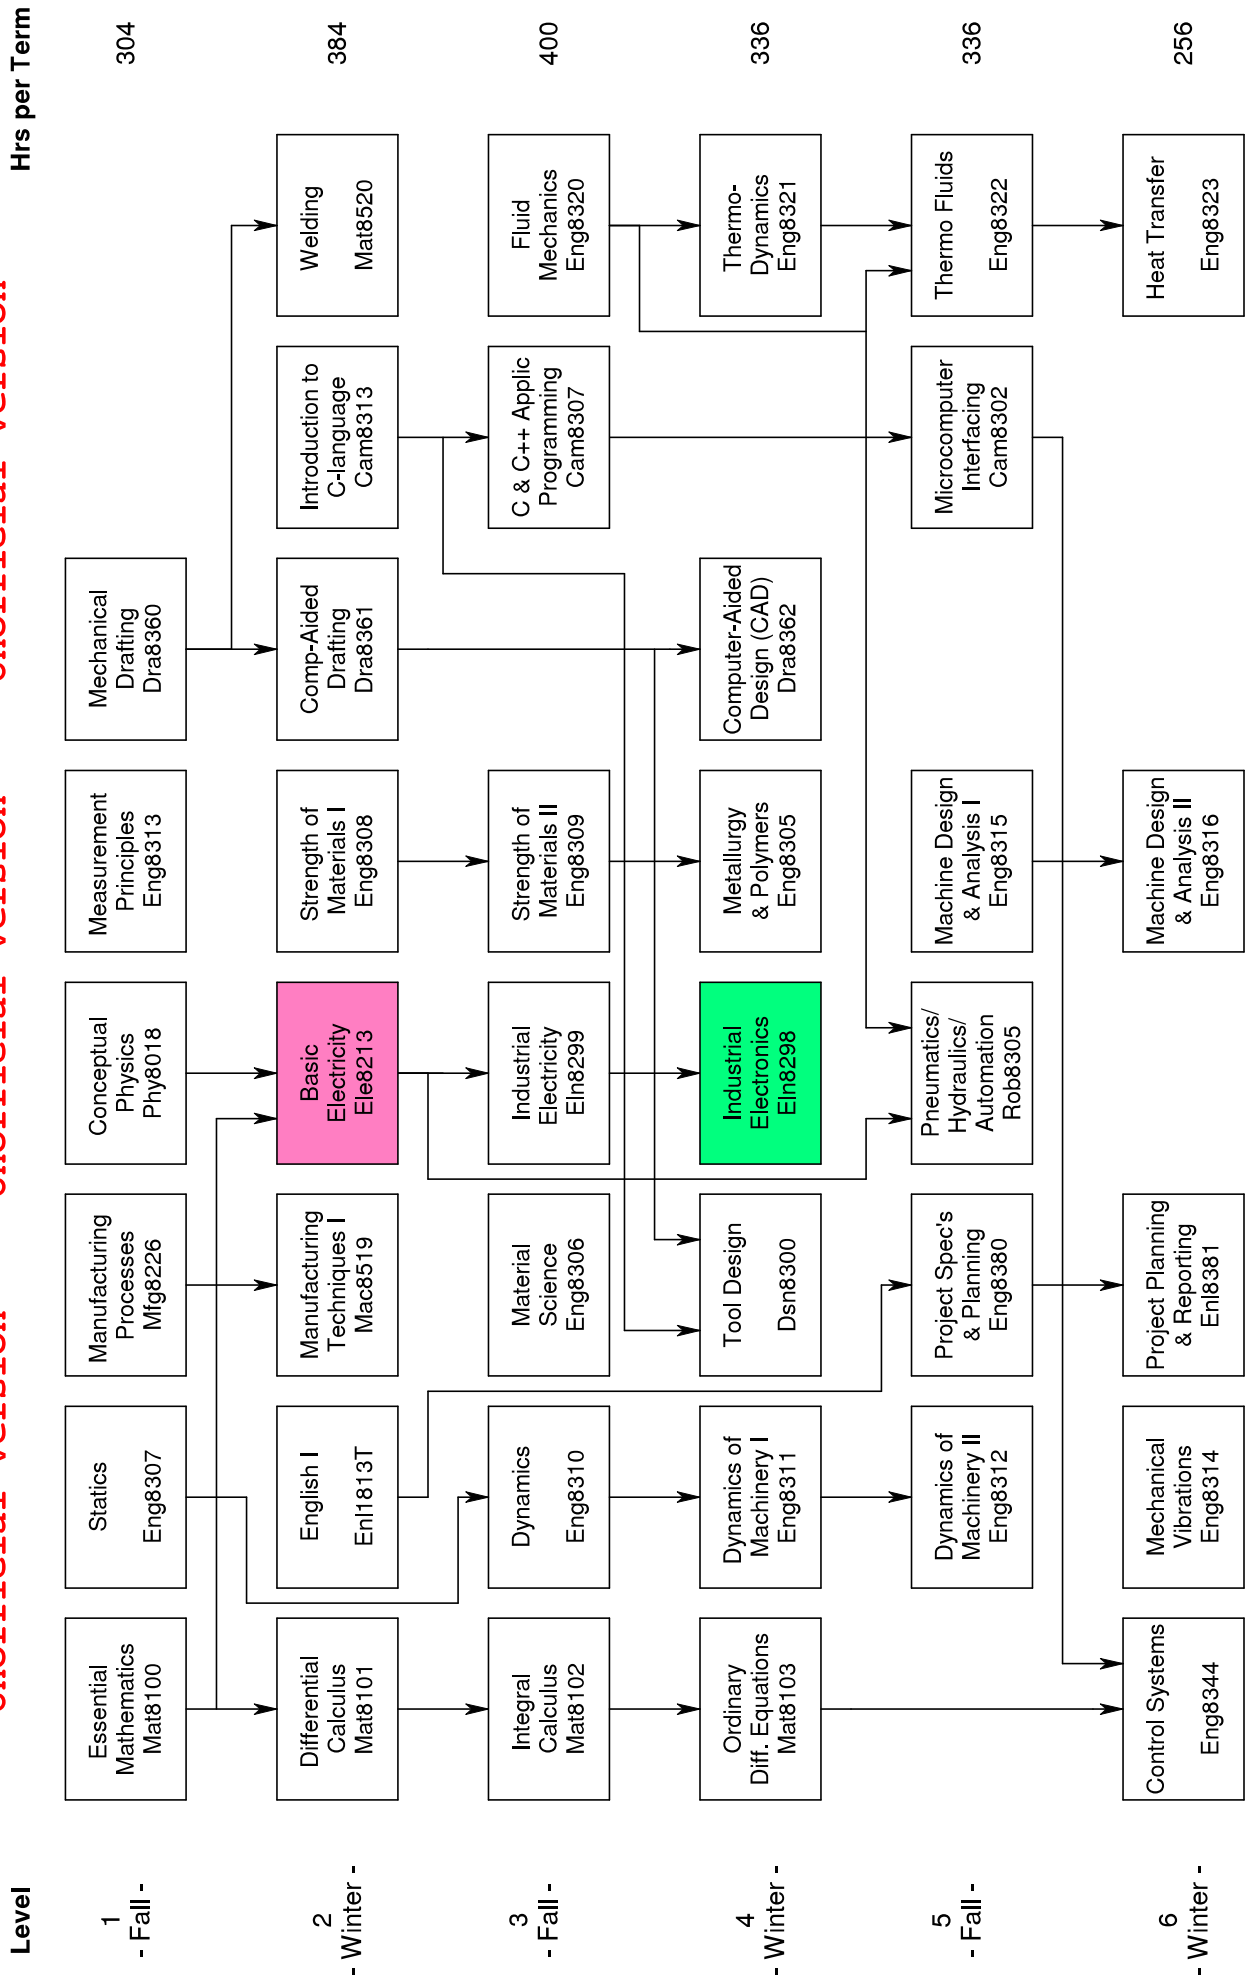 Level
Hrs per Term
unofficial version
unofficial version
unofficial version
1
- Fall -
Essential
Mathematics
Mat8100
Statics
Eng8307
Manufacturing
Processes
Mfg8226
Conceptual
Physics
Phy8018
Measurement
Principles
Eng8313
Mechanical
Drafting
Dra8360
304
2
- Winter -
Differential
Calculus
Mat8101
English I
Enl1813T
Manufacturing
Techniques I
Mac8519
Basic
Electricity
Ele8213
Strength of
Materials I
Eng8308
Comp-Aided
Drafting
Dra8361
Introduction to
C-language
Cam8313
Welding
Mat8520
384
3
- Fall -
Integral
Calculus
Mat8102
Dynamics
Eng8310
Material
Science
Eng8306
Industrial
Electricity
Eln8299
Strength of
Materials II
Eng8309
C & C++ Applic
Programming
Cam8307
Fluid
Mechanics
Eng8320
400
4
- Winter -
Ordinary
Diff. Equations
Mat8103
Dynamics of
Machinery I
Eng8311
Tool Design
Dsn8300
Industrial
Electronics
Eln8298
Metallurgy
& Polymers
Eng8305
Computer-Aided
Design (CAD)
Dra8362
Thermo-
Dynamics
Eng8321
336
5
- Fall -
Dynamics of
Machinery II
Eng8312
Project Spec's
& Planning
Eng8380
Pneumatics/
Hydraulics/
Automation
Rob8305
Machine Design
& Analysis I
Eng8315
Microcomputer
Interfacing
Cam8302
Thermo Fluids
Eng8322
336
6
- Winter -
Control Systems
Eng8344
Mechanical
Vibrations
Eng8314
Project Planning
& Reporting
Enl8381
Machine Design
& Analysis II
Eng8316
Heat Transfer
Eng8323
256